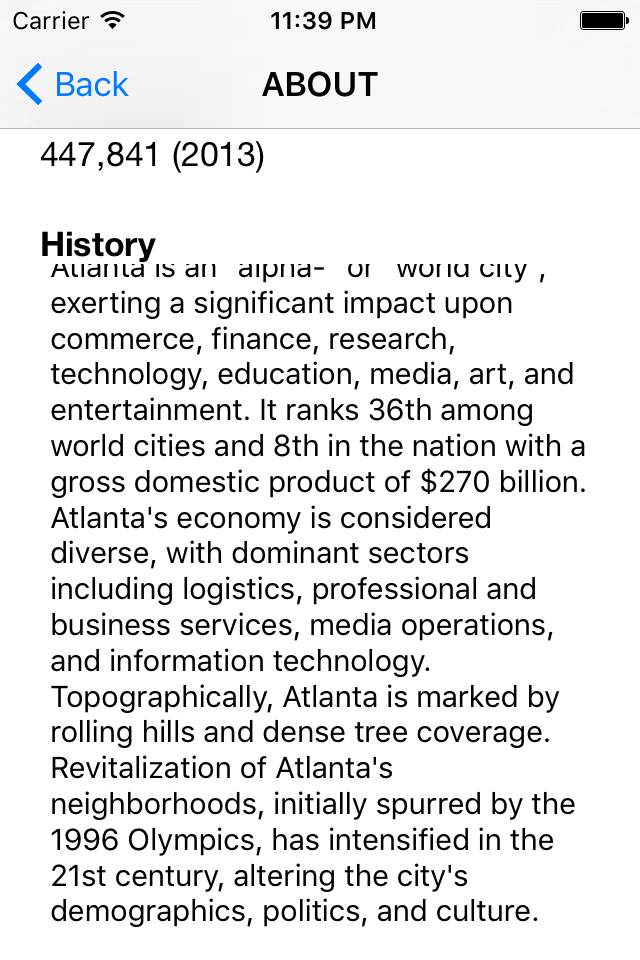 Carrier 11:39 PM
Back ABOUT
447,841 (2013)
History
Atlanta is an "alpha-" or "world city",
exerting a significant impact upon
commerce, finance, research,
technology, education, media, art, and
entertainment. It ranks 36th among
world cities and 8th in the nation with a
gross domestic product of $270 billion.
Atlanta's economy is considered
diverse, with dominant sectors
including logistics, professional and
business services, media operations,
and information technology.
Topographically, Atlanta is marked by
rolling hills and dense tree coverage.
Revitalization of Atlanta's
neighborhoods, initially spurred by the
1996 Olympics, has intensified in the
21st century, altering the city's
demographics, politics, and culture.